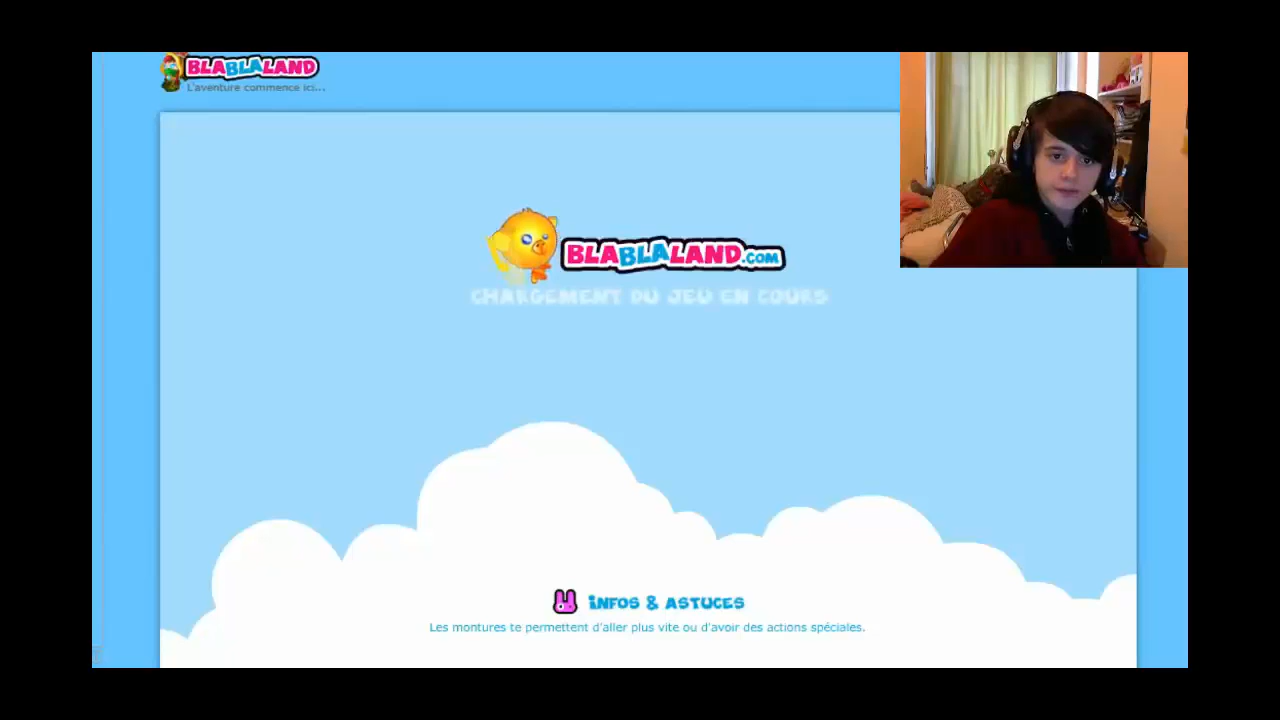 BLABLALAND
L'aventure commence ici...
BLABLALAND.COM
CHARGEMENT DU JEU EN COURS
INFOS & ASTUCES
Les montures te permettent d'aller plus vite ou d'avoir des actions spéciales.